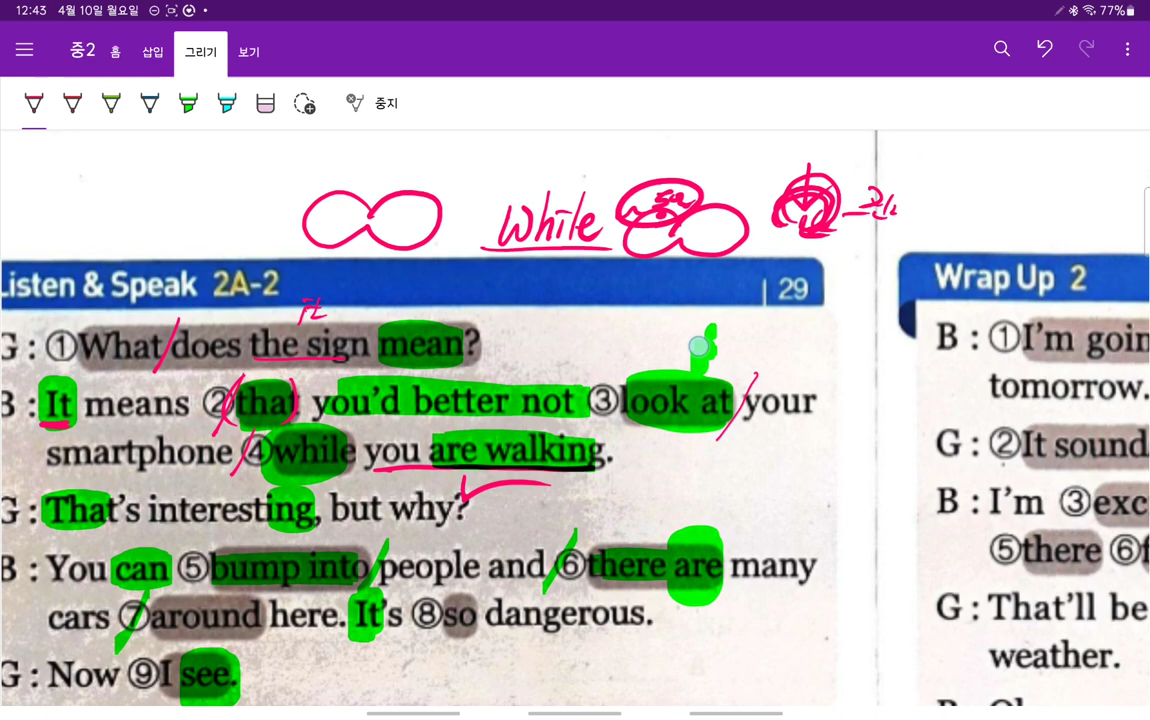 12:43 4월 10일 월요일 77%
중2 홈 삽입 그리기 보기
중지
While
Listen & Speak 2A-2 29
G : ①What does the sign mean?
B : It means ②that you'd better not ③look at your
smartphone ④while you are walking.
G : That's interesting, but why?
B : You can ⑤bump into people and ⑥there are many
cars ⑦around here. It's ⑧so dangerous.
G : Now ⑨I see.
Wrap Up 2
B : ①I'm goin
tomorrow.
G : ②It sound
B : I'm ③exc
⑤there ⑥f
G : That'll be
weather.